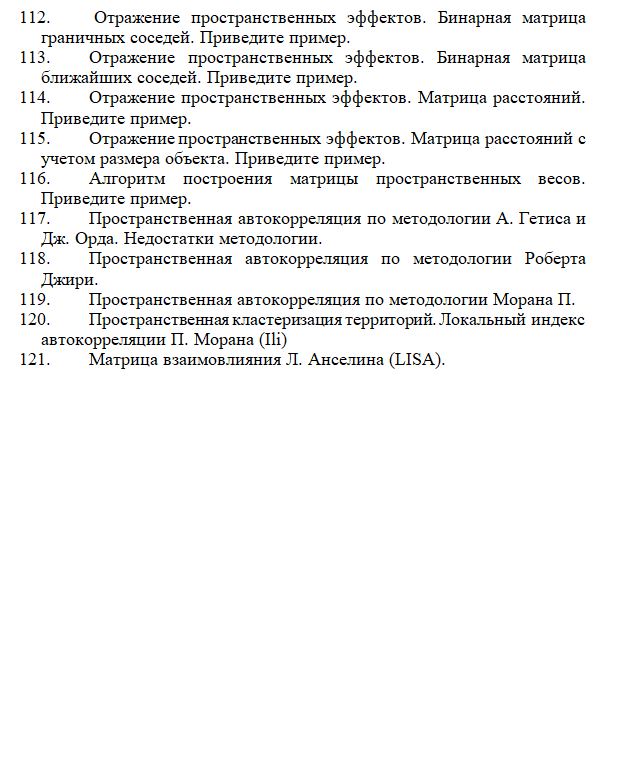 112. Отражение пространственных эффектов. Бинарная матрица
граничных соседей. Приведите пример.
113. Отражение пространственных эффектов. Бинарная матрица
ближайших соседей. Приведите пример.
114. Отражение пространственных эффектов. Матрица расстояний.
Приведите пример.
115. Отражение пространственных эффектов. Матрица расстояний с
учетом размера объекта. Приведите пример.
116. Алгоритм построения матрицы пространственных весов.
Приведите пример.
117. Пространственная автокорреляция по методологии А. Гетиса и
Дж. Орда. Недостатки методологии.
118. Пространственная автокорреляция по методологии Роберта
Джири.
119. Пространственная автокорреляция по методологии Морана П.
120. Пространственная кластеризация территорий. Локальный индекс
автокорреляции П. Морана (Ili)
121. Матрица взаимовлияния Л. Анселина (LISA).